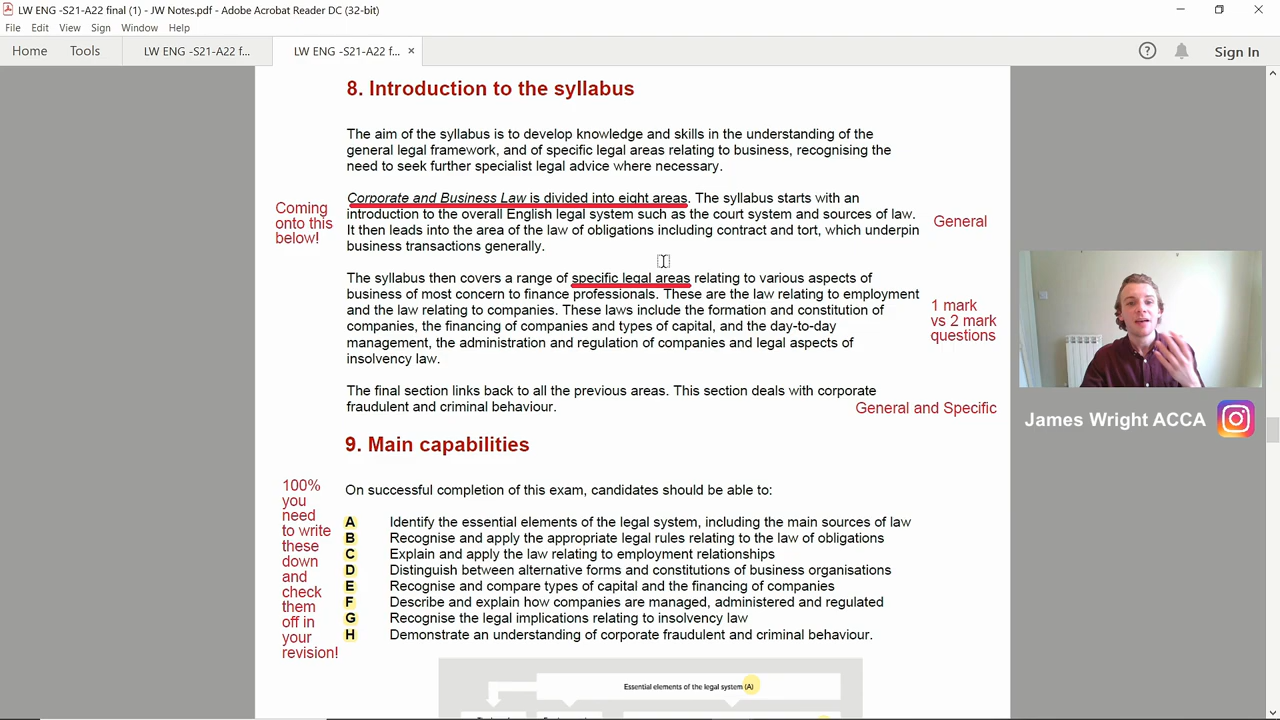 LW ENG -S21-A22 final (1) - JW Notes.pdf - Adobe Acrobat Reader DC (32-bit)
File Edit View Sign Window Help
Home Tools LW ENG -S21-A22 f... LW ENG -S21-A22 f... × Sign In
8. Introduction to the syllabus
The aim of the syllabus is to develop knowledge and skills in the understanding of the
general legal framework, and of specific legal areas relating to business, recognising the
need to seek further specialist legal advice where necessary.
Coming
onto this
below!
Corporate and Business Law is divided into eight areas. The syllabus starts with an
introduction to the overall English legal system such as the court system and sources of law.
It then leads into the area of the law of obligations including contract and tort, which underpin
business transactions generally.
General
The syllabus then covers a range of specific legal areas relating to various aspects of
business of most concern to finance professionals. These are the law relating to employment
and the law relating to companies. These laws include the formation and constitution of
companies, the financing of companies and types of capital, and the day-to-day
management, the administration and regulation of companies and legal aspects of
insolvency law.
1 mark
vs 2 mark
questions
The final section links back to all the previous areas. This section deals with corporate
fraudulent and criminal behaviour.
General and Specific
James Wright ACCA
9. Main capabilities
100%
you
need
to write
these
down
and
check
them
off in
your
revision!
On successful completion of this exam, candidates should be able to:
A Identify the essential elements of the legal system, including the main sources of law
B Recognise and apply the appropriate legal rules relating to the law of obligations
C Explain and apply the law relating to employment relationships
D Distinguish between alternative forms and constitutions of business organisations
E Recognise and compare types of capital and the financing of companies
F Describe and explain how companies are managed, administered and regulated
G Recognise the legal implications relating to insolvency law
H Demonstrate an understanding of corporate fraudulent and criminal behaviour.
Essential elements of the legal system (A)